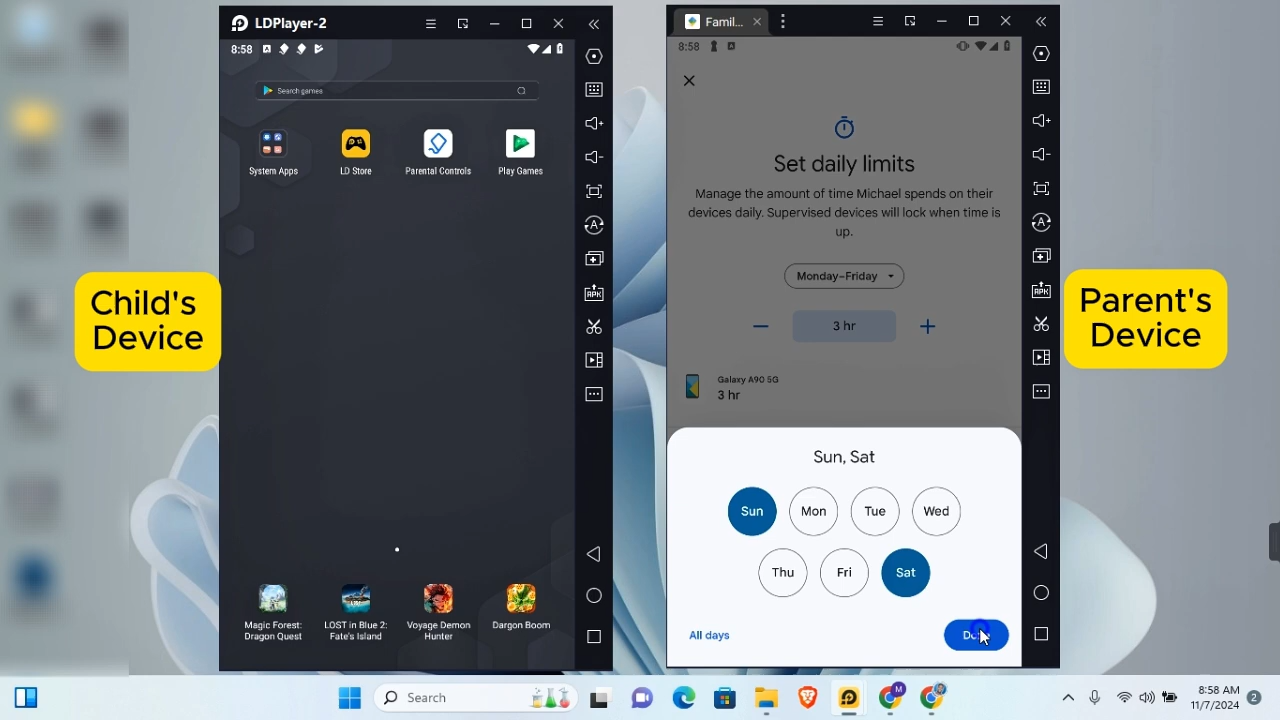 LDPlayer-2
8:58
Search games
System Apps
LD Store
Parental Controls
Play Games
Child's
Device
Magic Forest:
Dragon Quest
LOST in Blue 2:
Fate's Island
Voyage Demon
Hunter
Dargon Boom
Famil...
8:58
Set daily limits
Manage the amount of time Michael spends on their
devices daily. Supervised devices will lock when time is
up.
Monday–Friday
3 hr
Galaxy A90 5G
3 hr
Sun, Sat
Sun
Mon
Tue
Wed
Thu
Fri
Sat
All days
Parent's
Device
Search
8:58 AM
11/7/2024
2